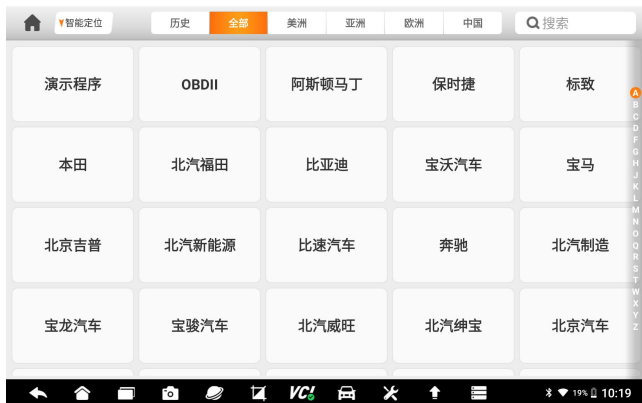 智能定位 历史 全部 美洲 亚洲 欧洲 中国 搜索
演示程序 OBDII 阿斯顿马丁 保时捷 标致
本田 北汽福田 比亚迪 宝沃汽车 宝马
北京吉普 北汽新能源 比速汽车 奔驰 北汽制造
宝龙汽车 宝骏汽车 北汽威旺 北汽绅宝 北京汽车
A
B
C
D
F
G
H
J
K
L
M
N
O
Q
R
S
T
W
X
Y
Z
VC! 19% 10:19